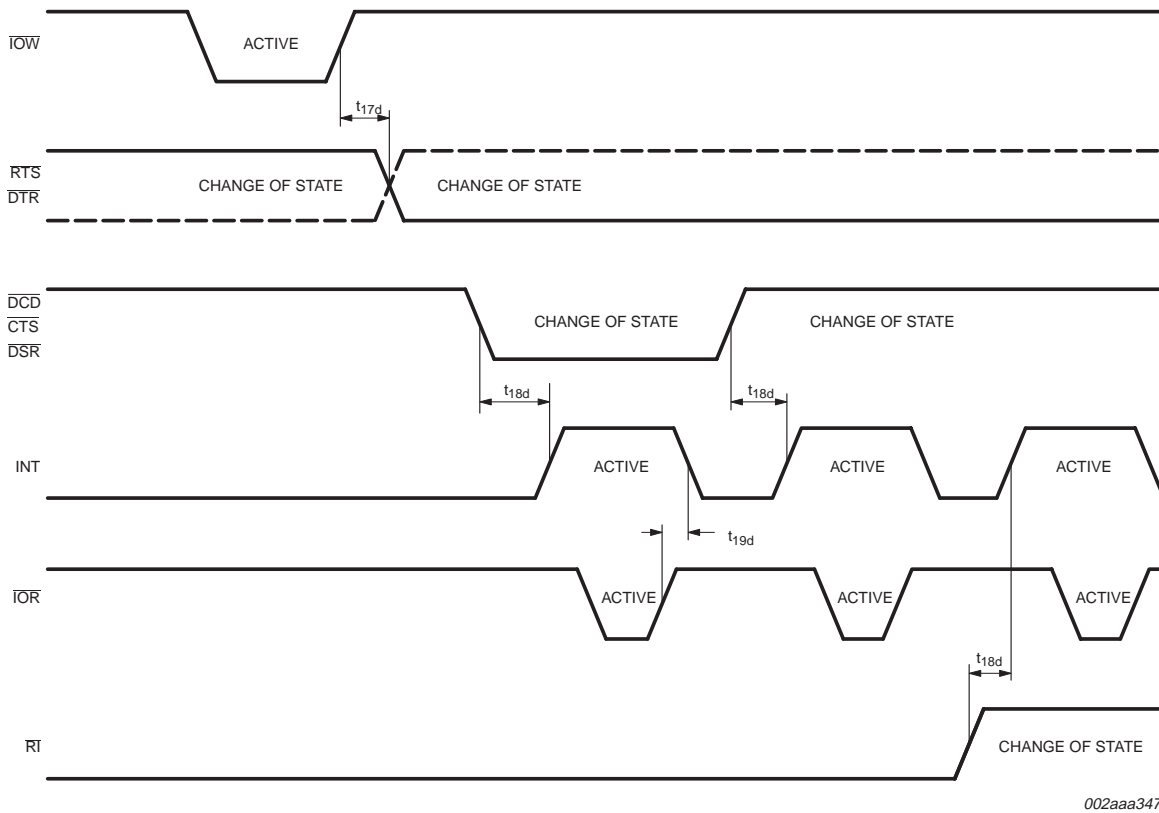 IOW
ACTIVE
t17d
RTS
DTR
CHANGE OF STATE
CHANGE OF STATE
DCD
CTS
DSR
CHANGE OF STATE
CHANGE OF STATE
t18d
t18d
INT
ACTIVE
ACTIVE
ACTIVE
t19d
IOR
ACTIVE
ACTIVE
ACTIVE
t18d
RI
CHANGE OF STATE
002aaa347